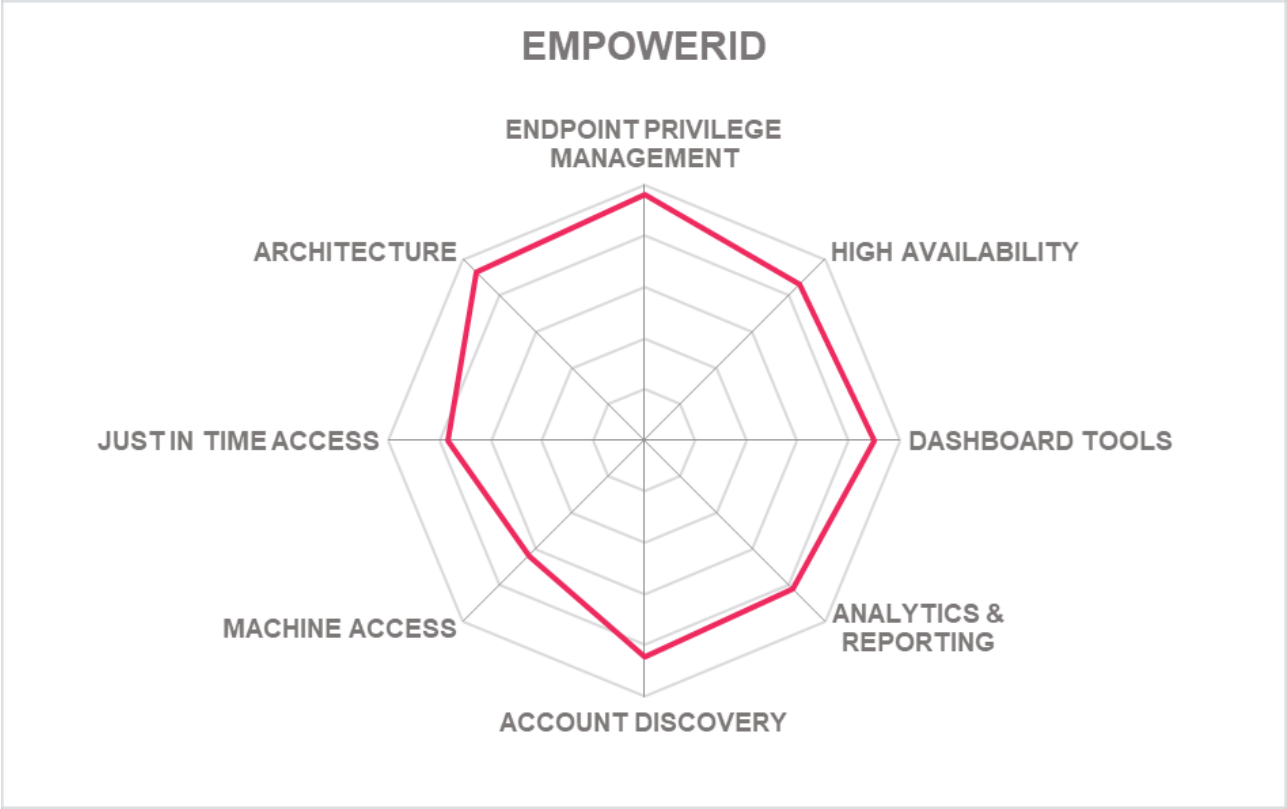 EMPOWERID
ENDPOINT PRIVILEGE
MANAGEMENT
ARCHITECTURE
HIGH AVAILABILITY
JUST IN TIME ACCESS
DASHBOARD TOOLS
MACHINE ACCESS
ANALYTICS &
REPORTING
ACCOUNT DISCOVERY